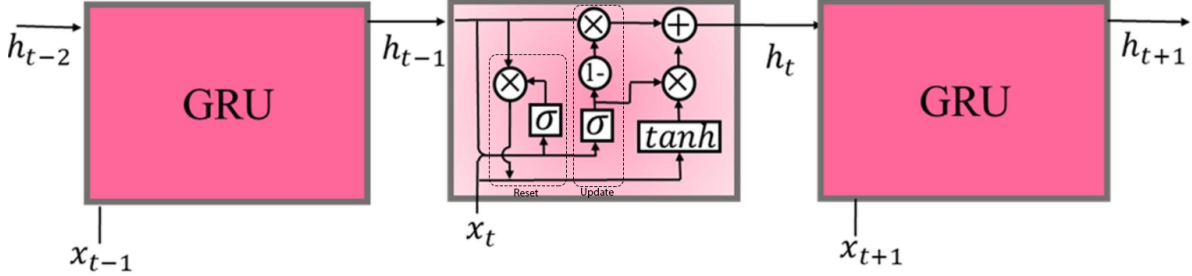 h_{t-2}
GRU
x_{t-1}
h_{t-1}
× +
× 1- ×
σ σ tanh
Reset Update
x_t
h_t
GRU
x_{t+1}
h_{t+1}